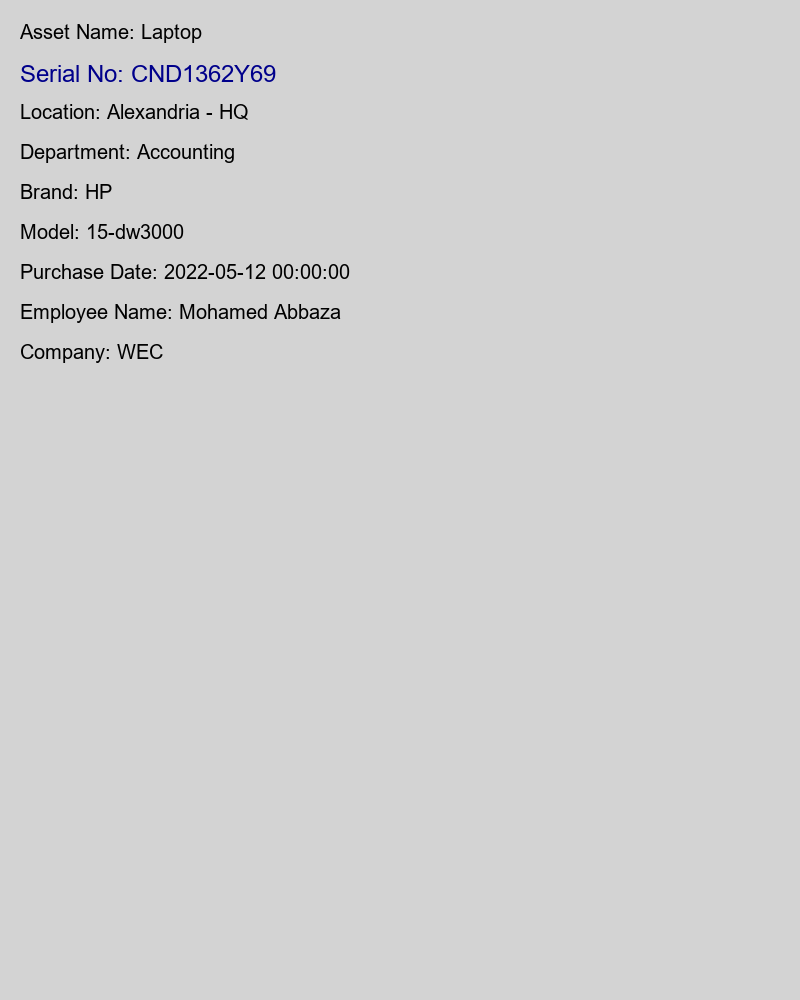 Asset Name: Laptop
Serial No: CND1362Y69
Location: Alexandria - HQ
Department: Accounting
Brand: HP
Model: 15-dw3000
Purchase Date: 2022-05-12 00:00:00
Employee Name: Mohamed Abbaza
Company: WEC